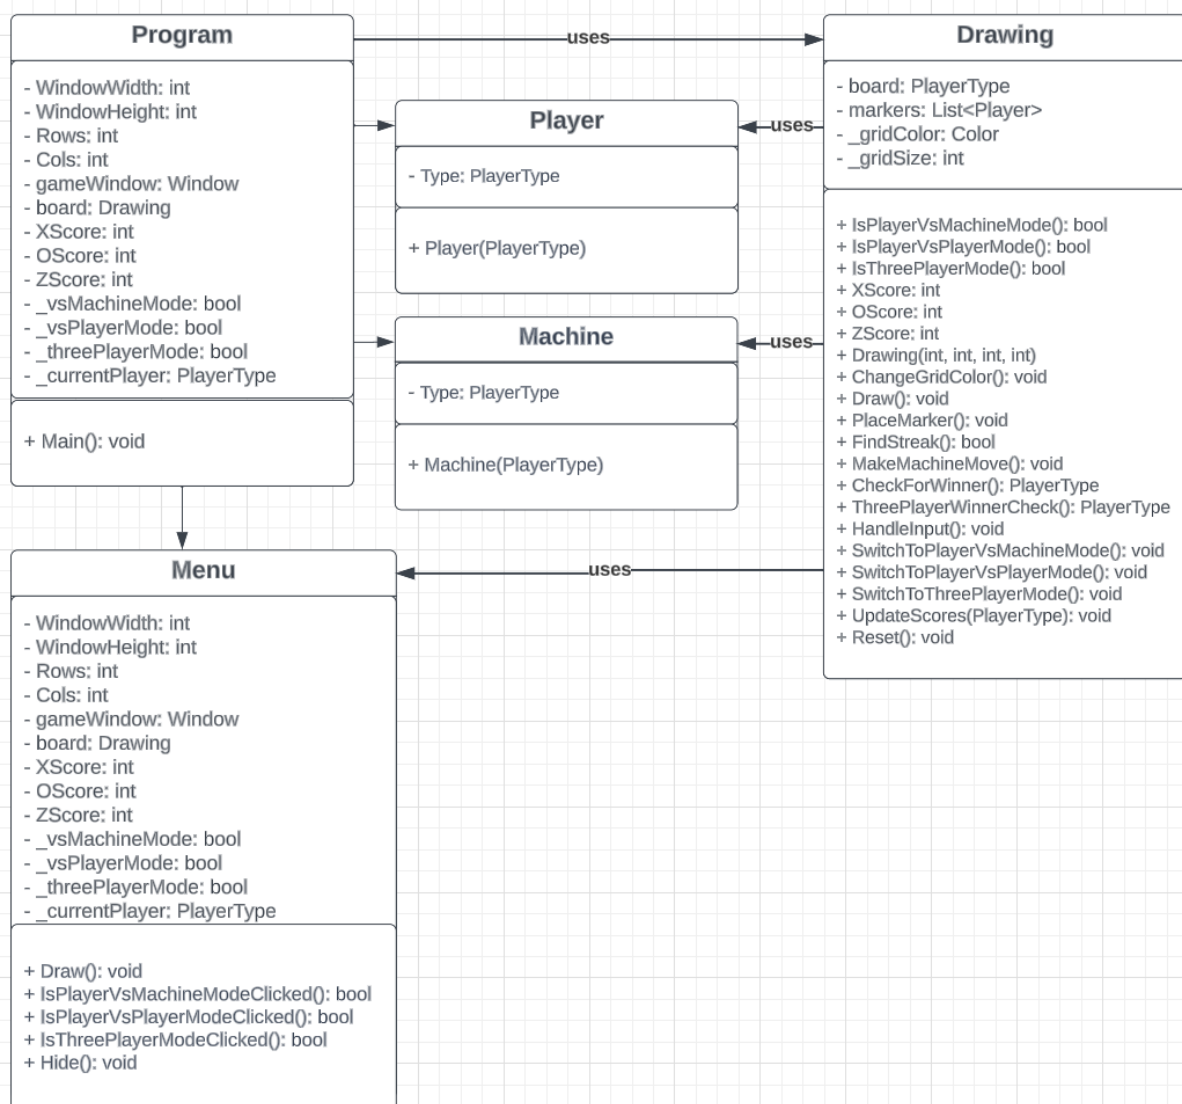 Program
- WindowWidth: int
- WindowHeight: int
- Rows: int
- Cols: int
- gameWindow: Window
- board: Drawing
- XScore: int
- OScore: int
- ZScore: int
- _vsMachineMode: bool
- _vsPlayerMode: bool
- _threePlayerMode: bool
- _currentPlayer: PlayerType
+ Main(): void
uses
Player
- Type: PlayerType
+ Player(PlayerType)
uses
Machine
- Type: PlayerType
+ Machine(PlayerType)
uses
Drawing
- board: PlayerType
- markers: List<Player>
- _gridColor: Color
- _gridSize: int
+ IsPlayerVsMachineMode(): bool
+ IsPlayerVsPlayerMode(): bool
+ IsThreePlayerMode(): bool
+ XScore: int
+ OScore: int
+ ZScore: int
+ Drawing(int, int, int, int)
+ ChangeGridColor(): void
+ Draw(): void
+ PlaceMarker(): void
+ FindStreak(): bool
+ MakeMachineMove(): void
+ CheckForWinner(): PlayerType
+ ThreePlayerWinnerCheck(): PlayerType
+ HandleInput(): void
+ SwitchToPlayerVsMachineMode(): void
+ SwitchToPlayerVsPlayerMode(): void
+ SwitchToThreePlayerMode(): void
+ UpdateScores(PlayerType): void
+ Reset(): void
uses
Menu
- WindowWidth: int
- WindowHeight: int
- Rows: int
- Cols: int
- gameWindow: Window
- board: Drawing
- XScore: int
- OScore: int
- ZScore: int
- _vsMachineMode: bool
- _vsPlayerMode: bool
- _threePlayerMode: bool
- _currentPlayer: PlayerType
+ Draw(): void
+ IsPlayerVsMachineModeClicked(): bool
+ IsPlayerVsPlayerModeClicked(): bool
+ IsThreePlayerModeClicked(): bool
+ Hide(): void